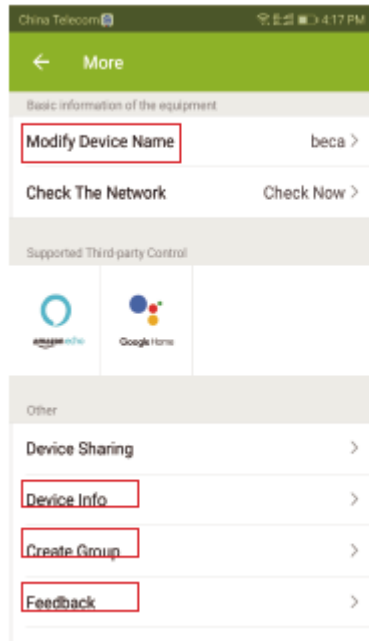 China Telecom 4:17 PM
More
Basic information of the equipment
Modify Device Name beca >
Check The Network Check Now >
Supported Third-party Control
amazon echo Google Home
Other
Device Sharing >
Device Info >
Create Group >
Feedback >